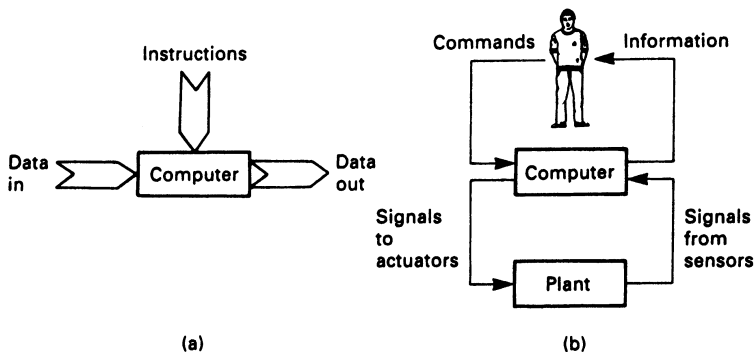 Instructions
Data
in
Computer
Data
out
(a)
Commands
Information
Computer
Signals
to
actuators
Signals
from
sensors
Plant
(b)